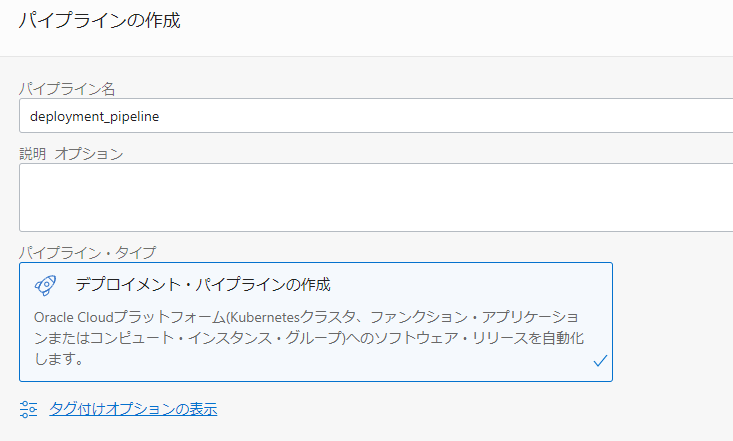 パイプラインの作成
パイプライン名
deployment_pipeline
説明 オプション
パイプライン・タイプ
デプロイメント・パイプラインの作成
Oracle Cloudプラットフォーム(Kubernetesクラスタ、ファンクション・アプリケーショ
ンまたはコンピュート・インスタンス・グループ)へのソフトウェア・リリースを自動化
します。
タグ付けオプションの表示